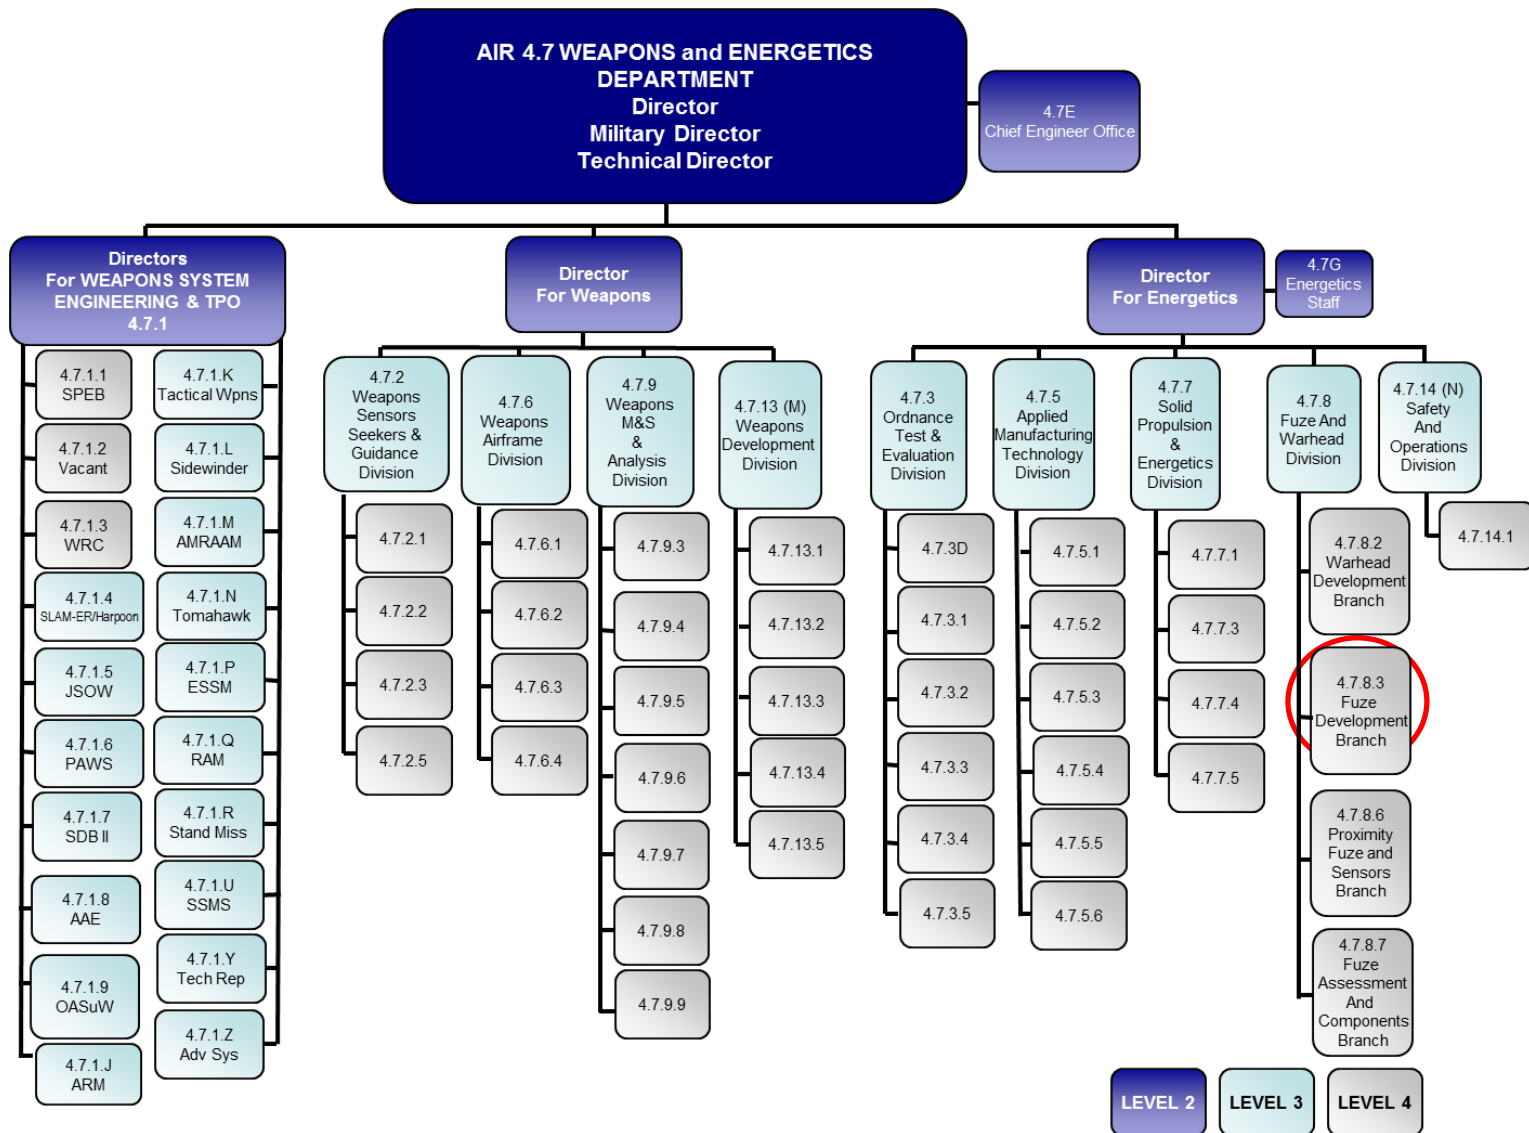 AIR 4.7 WEAPONS and ENERGETICS
DEPARTMENT
Director
Military Director
Technical Director
4.7E
Chief Engineer Office
Directors
For WEAPONS SYSTEM
ENGINEERING & TPO
4.7.1
Director
For Weapons
Director
For Energetics
4.7G
Energetics
Staff
4.7.1.1
SPEB
4.7.1.2
Vacant
4.7.1.3
WRC
4.7.1.4
SLAM-ER/Harpoon
4.7.1.5
JSOW
4.7.1.6
PAWS
4.7.1.7
SDB II
4.7.1.8
AAE
4.7.1.9
OASuW
4.7.1.J
ARM
4.7.1.K
Tactical Wpns
4.7.1.L
Sidewinder
4.7.1.M
AMRAAM
4.7.1.N
Tomahawk
4.7.1.P
ESSM
4.7.1.Q
RAM
4.7.1.R
Stand Miss
4.7.1.U
SSMS
4.7.1.Y
Tech Rep
4.7.1.Z
Adv Sys
4.7.2
Weapons
Sensors
Seekers &
Guidance
Division
4.7.2.1
4.7.2.2
4.7.2.3
4.7.2.5
4.7.6
Weapons
Airframe
Division
4.7.6.1
4.7.6.2
4.7.6.3
4.7.6.4
4.7.9
Weapons
M&S
&
Analysis
Division
4.7.9.3
4.7.9.4
4.7.9.5
4.7.9.6
4.7.9.7
4.7.9.8
4.7.9.9
4.7.13 (M)
Weapons
Development
Division
4.7.13.1
4.7.13.2
4.7.13.3
4.7.13.4
4.7.13.5
4.7.3
Ordnance
Test &
Evaluation
Division
4.7.3D
4.7.3.1
4.7.3.2
4.7.3.3
4.7.3.4
4.7.3.5
4.7.5
Applied
Manufacturing
Technology
Division
4.7.5.1
4.7.5.2
4.7.5.3
4.7.5.4
4.7.5.5
4.7.5.6
4.7.7
Solid
Propulsion
&
Energetics
Division
4.7.7.1
4.7.7.3
4.7.7.4
4.7.7.5
4.7.8
Fuze And
Warhead
Division
4.7.8.2
Warhead
Development
Branch
4.7.8.3
Fuze
Development
Branch
4.7.8.6
Proximity
Fuze and
Sensors
Branch
4.7.8.7
Fuze
Assessment
And
Components
Branch
4.7.14 (N)
Safety
And
Operations
Division
4.7.14.1
LEVEL 2
LEVEL 3
LEVEL 4